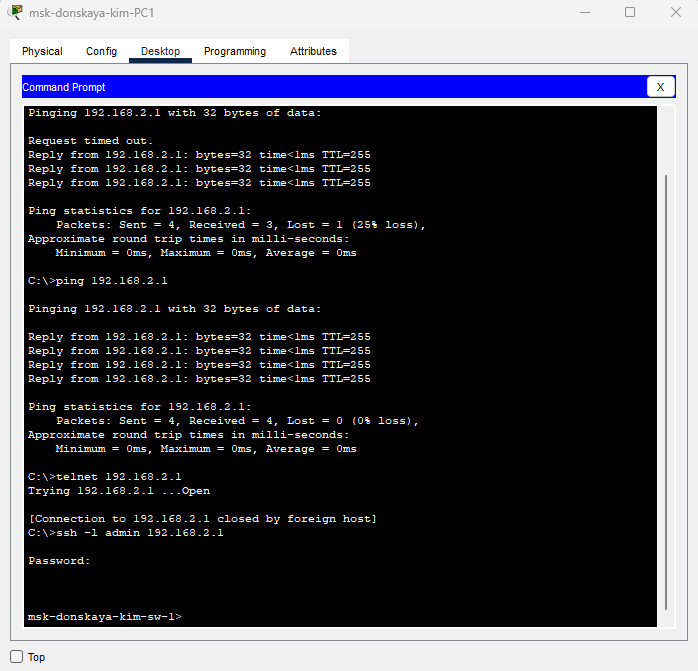 msk-donskaya-kim-PC1
Physical Config Desktop Programming Attributes
Command Prompt X
Pinging 192.168.2.1 with 32 bytes of data:
Request timed out.
Reply from 192.168.2.1: bytes=32 time<1ms TTL=255
Reply from 192.168.2.1: bytes=32 time<1ms TTL=255
Reply from 192.168.2.1: bytes=32 time<1ms TTL=255
Ping statistics for 192.168.2.1:
Packets: Sent = 4, Received = 3, Lost = 1 (25% loss),
Approximate round trip times in milli-seconds:
Minimum = 0ms, Maximum = 0ms, Average = 0ms
C:\>ping 192.168.2.1
Pinging 192.168.2.1 with 32 bytes of data:
Reply from 192.168.2.1: bytes=32 time<1ms TTL=255
Reply from 192.168.2.1: bytes=32 time<1ms TTL=255
Reply from 192.168.2.1: bytes=32 time<1ms TTL=255
Reply from 192.168.2.1: bytes=32 time<1ms TTL=255
Ping statistics for 192.168.2.1:
Packets: Sent = 4, Received = 4, Lost = 0 (0% loss),
Approximate round trip times in milli-seconds:
Minimum = 0ms, Maximum = 0ms, Average = 0ms
C:\>telnet 192.168.2.1
Trying 192.168.2.1 ...Open
[Connection to 192.168.2.1 closed by foreign host]
C:\>ssh -l admin 192.168.2.1
Password:
msk-donskaya-kim-sw-1>
Top